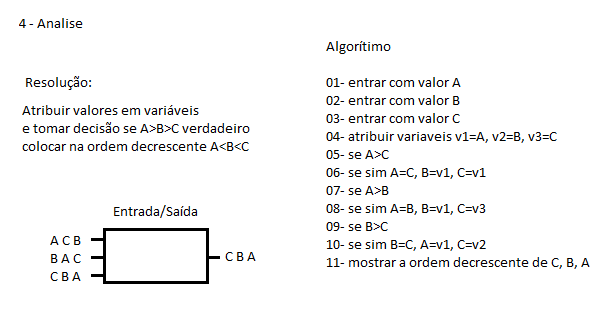 4 - Analise
Resolução:
Atribuir valores em variáveis
e tomar decisão se A>B>C verdadeiro
colocar na ordem decrescente A<B<C
Entrada/Saída
A C B
B A C
C B A
C B A
Algorítimo
01- entrar com valor A
02- entrar com valor B
03- entrar com valor C
04- atribuir variaveis v1=A, v2=B, v3=C
05- se A>C
06- se sim A=C, B=v1, C=v1
07- se A>B
08- se sim A=B, B=v1, C=v3
09- se B>C
10- se sim B=C, A=v1, C=v2
11- mostrar a ordem decrescente de C, B, A